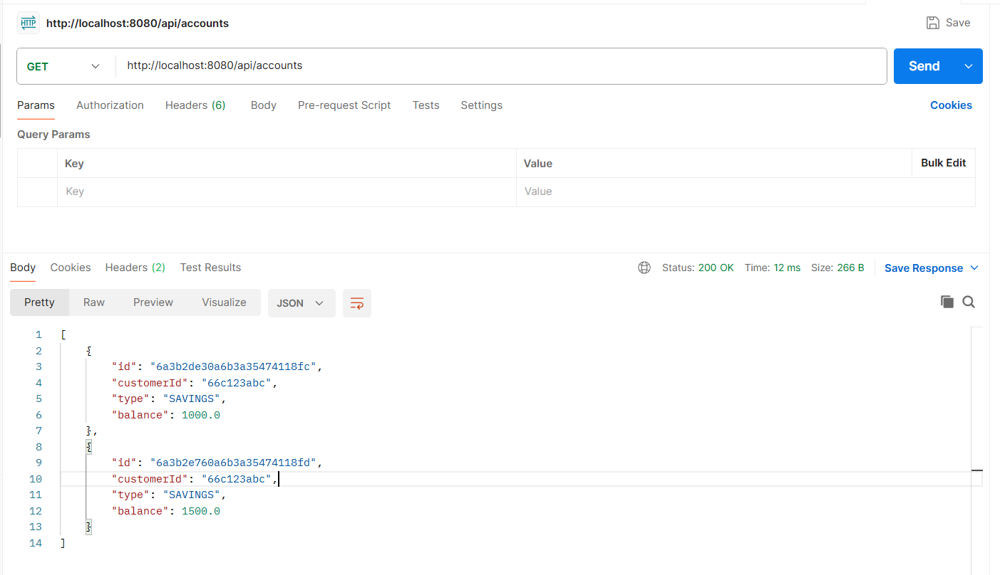 HTTP http://localhost:8080/api/accounts Save
GET http://localhost:8080/api/accounts Send
Params Authorization Headers (6) Body Pre-request Script Tests Settings Cookies
Query Params
Key Value Bulk Edit
Key Value
Body Cookies Headers (2) Test Results Status: 200 OK Time: 12 ms Size: 266 B Save Response
Pretty Raw Preview Visualize JSON
1 [
2 {
3 "id": "6a3b2de30a6b3a35474118fc",
4 "customerId": "66c123abc",
5 "type": "SAVINGS",
6 "balance": 1000.0
7 },
8 {
9 "id": "6a3b2e760a6b3a35474118fd",
10 "customerId": "66c123abc",
11 "type": "SAVINGS",
12 "balance": 1500.0
13 }
14 ]